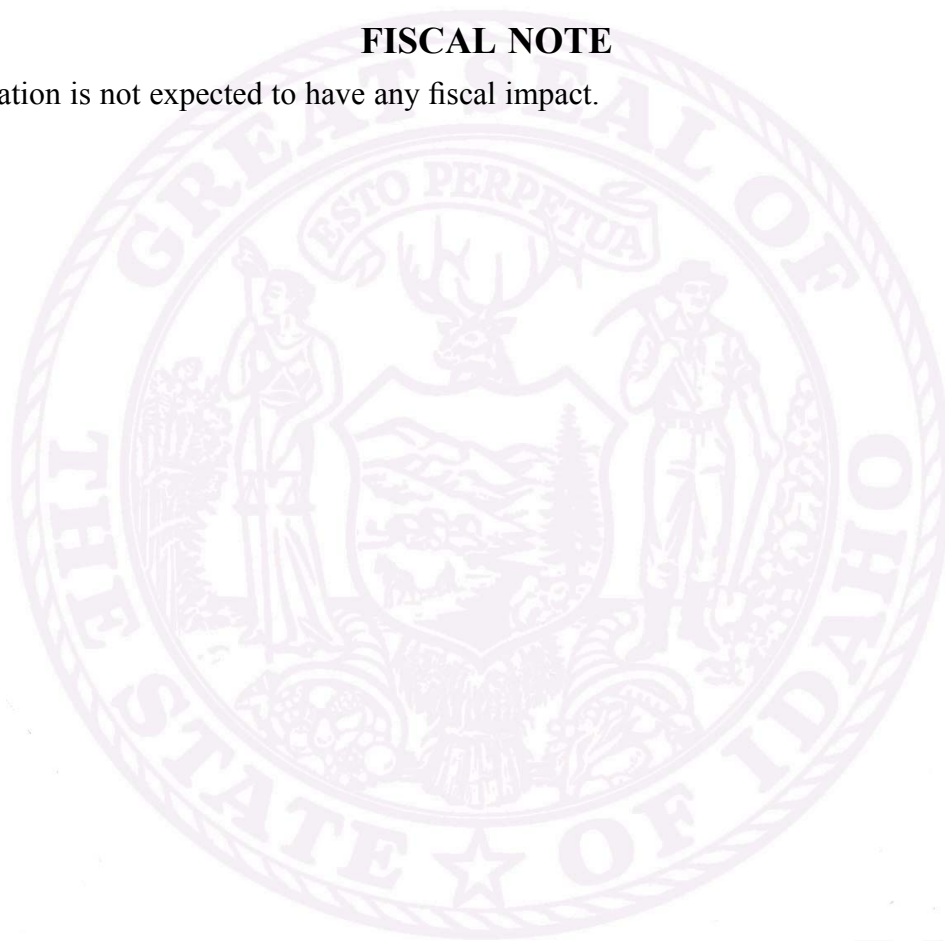 FISCAL NOTE
ation is not expected to have any fiscal impact.
GREAT SEAL OF
ESTO PERPETUA
THE STATE OF IDAHO